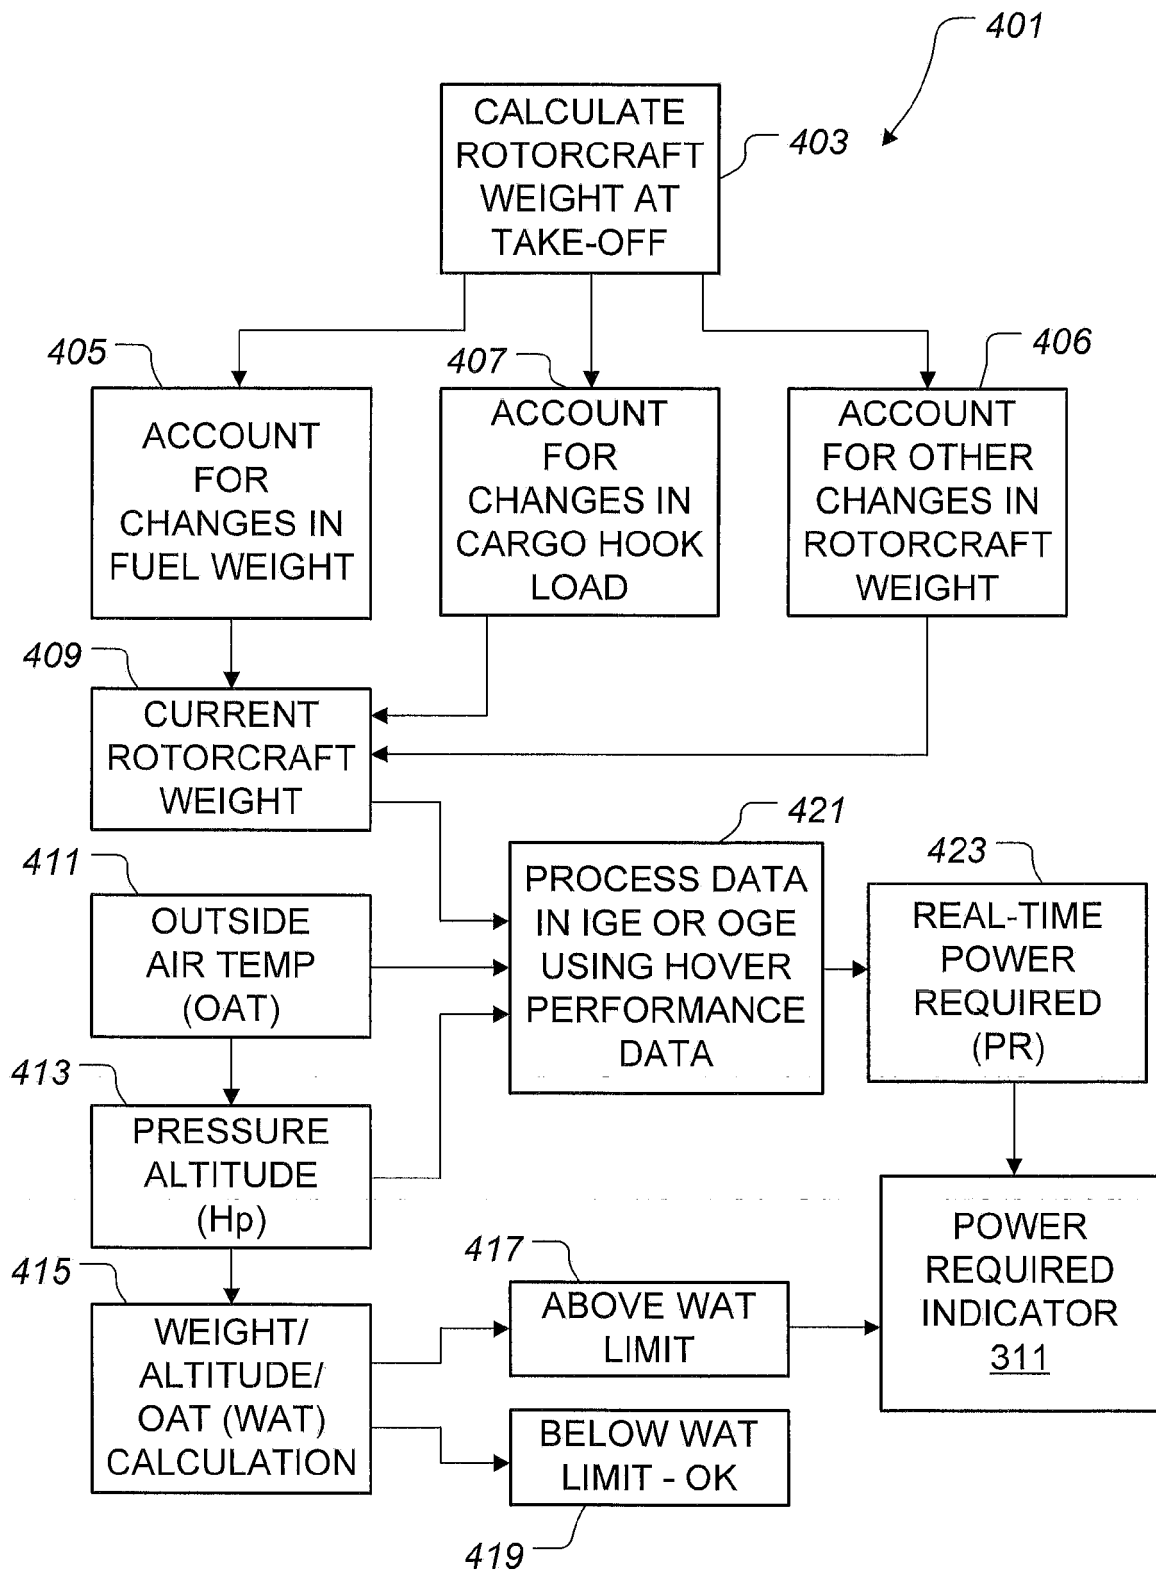 401
CALCULATE
ROTORCRAFT
WEIGHT AT
TAKE-OFF
403
405
ACCOUNT
FOR
CHANGES IN
FUEL WEIGHT
407
ACCOUNT
FOR
CHANGES IN
CARGO HOOK
LOAD
406
ACCOUNT
FOR OTHER
CHANGES IN
ROTORCRAFT
WEIGHT
409
CURRENT
ROTORCRAFT
WEIGHT
411
OUTSIDE
AIR TEMP
(OAT)
421
PROCESS DATA
IN IGE OR OGE
USING HOVER
PERFORMANCE
DATA
423
REAL-TIME
POWER
REQUIRED
(PR)
413
PRESSURE
ALTITUDE
(Hp)
POWER
REQUIRED
INDICATOR
311
415
WEIGHT/
ALTITUDE/
OAT (WAT)
CALCULATION
417
ABOVE WAT
LIMIT
BELOW WAT
LIMIT - OK
419